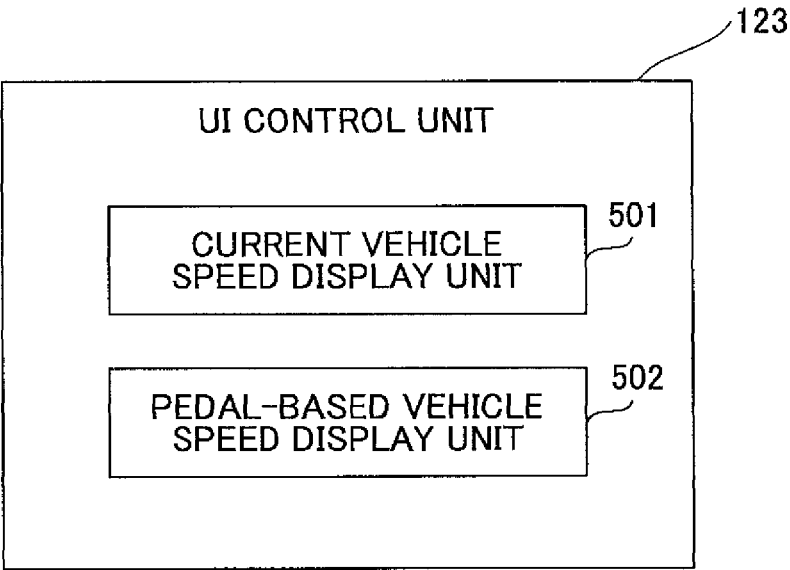 123
UI CONTROL UNIT
501
CURRENT VEHICLE
SPEED DISPLAY UNIT
502
PEDAL-BASED VEHICLE
SPEED DISPLAY UNIT